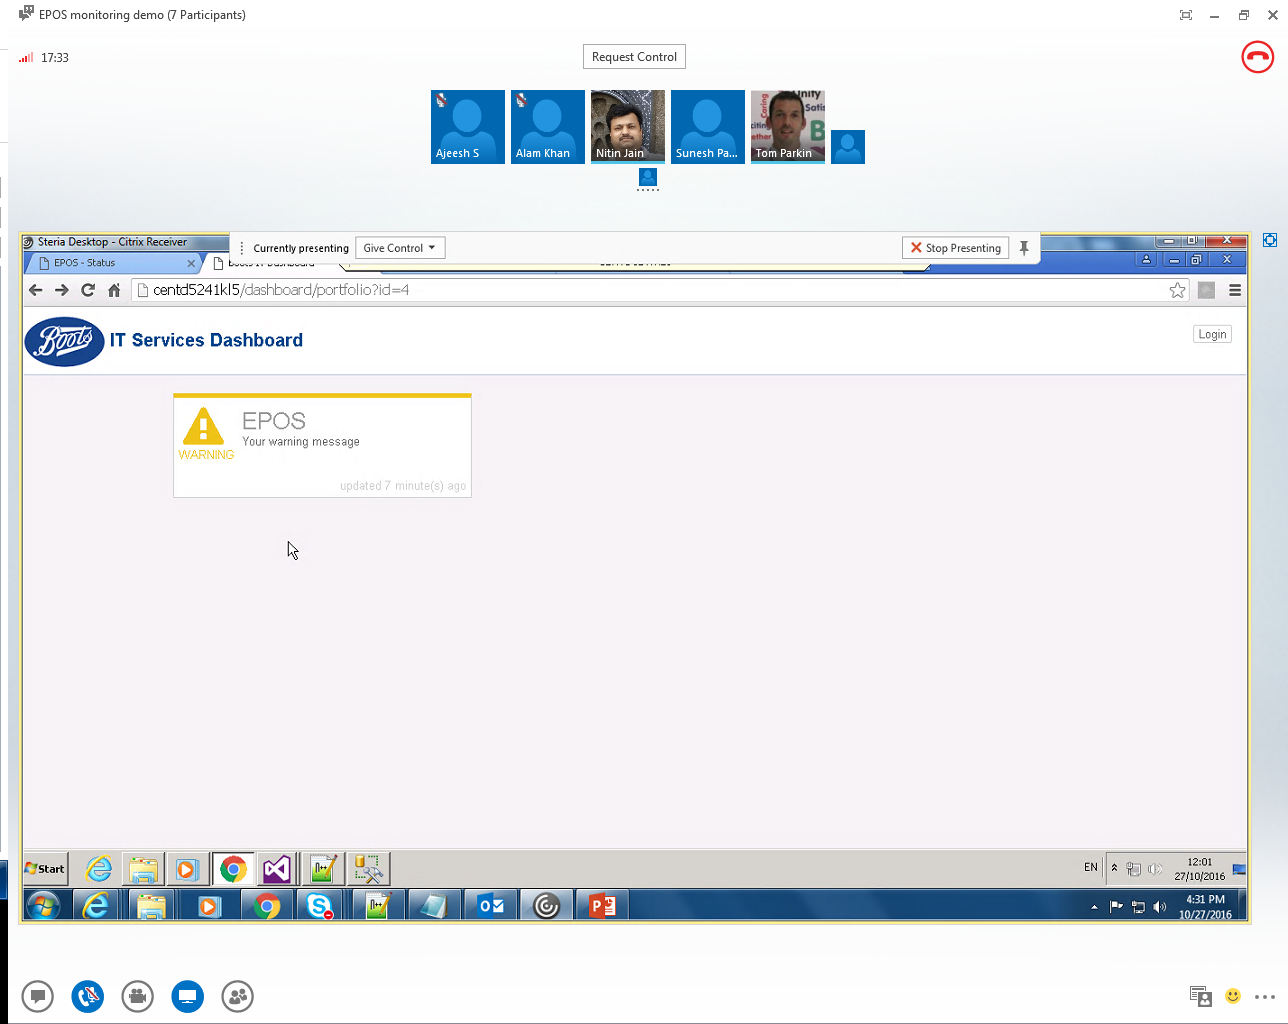 EPOS monitoring demo (7 Participants)
17:33
Request Control
Ajeesh S
Alam Khan
Nitin Jain
Sunesh Pa...
Tom Parkin
Steria Desktop - Citrix Receiver
Currently presenting
Give Control
Stop Presenting
EPOS - Status
centd5241kl5/dashboard/portfolio?id=4
Boots
IT Services Dashboard
Login
EPOS
Your warning message
WARNING
updated 7 minute(s) ago
Start
EN
12:01
27/10/2016
4:31 PM
10/27/2016